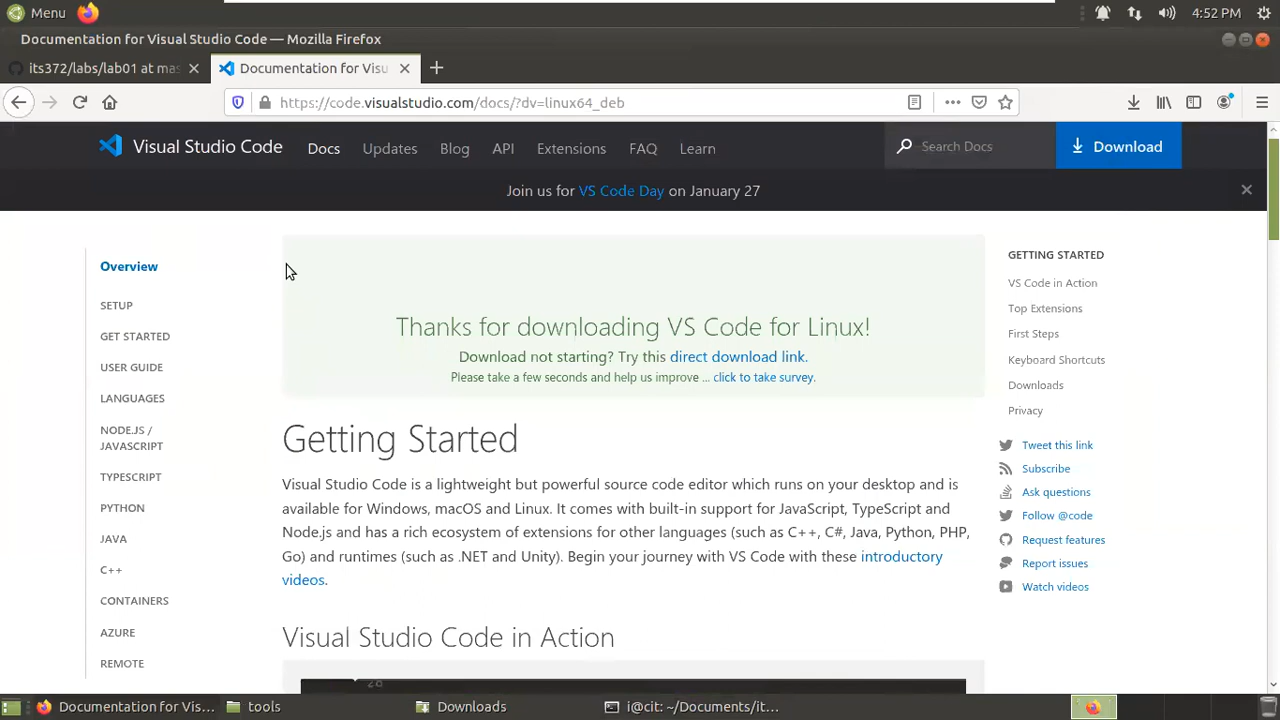 Menu
4:52 PM
Documentation for Visual Studio Code — Mozilla Firefox
its372/labs/lab01 at mas
Documentation for Visu
https://code.visualstudio.com/docs/?dv=linux64_deb
Visual Studio Code
Docs
Updates
Blog
API
Extensions
FAQ
Learn
Search Docs
Download
Join us for VS Code Day on January 27
Overview
SETUP
GET STARTED
USER GUIDE
LANGUAGES
NODE.JS /
JAVASCRIPT
TYPESCRIPT
PYTHON
JAVA
C++
CONTAINERS
AZURE
REMOTE
Thanks for downloading VS Code for Linux!
Download not starting? Try this direct download link.
Please take a few seconds and help us improve ... click to take survey.
Getting Started
Visual Studio Code is a lightweight but powerful source code editor which runs on your desktop and is
available for Windows, macOS and Linux. It comes with built-in support for JavaScript, TypeScript and
Node.js and has a rich ecosystem of extensions for other languages (such as C++, C#, Java, Python, PHP,
Go) and runtimes (such as .NET and Unity). Begin your journey with VS Code with these introductory
videos.
Visual Studio Code in Action
GETTING STARTED
VS Code in Action
Top Extensions
First Steps
Keyboard Shortcuts
Downloads
Privacy
Tweet this link
Subscribe
Ask questions
Follow @code
Request features
Report issues
Watch videos
Documentation for Vis...
tools
Downloads
i@cit: ~/Documents/it...